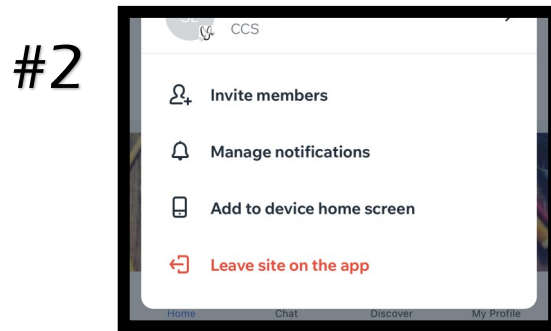 #2
CCS
Invite members
Manage notifications
Add to device home screen
Leave site on the app
Home Chat Discover My Profile